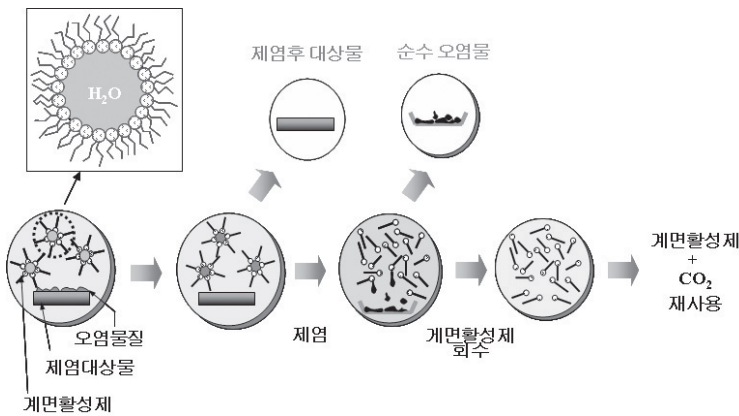 H₂O
제염후 대상물
순수 오염물
오염물질
제염대상물
계면활성제
제염
게면활성제
회수
계면활성제
+
CO₂
재사용